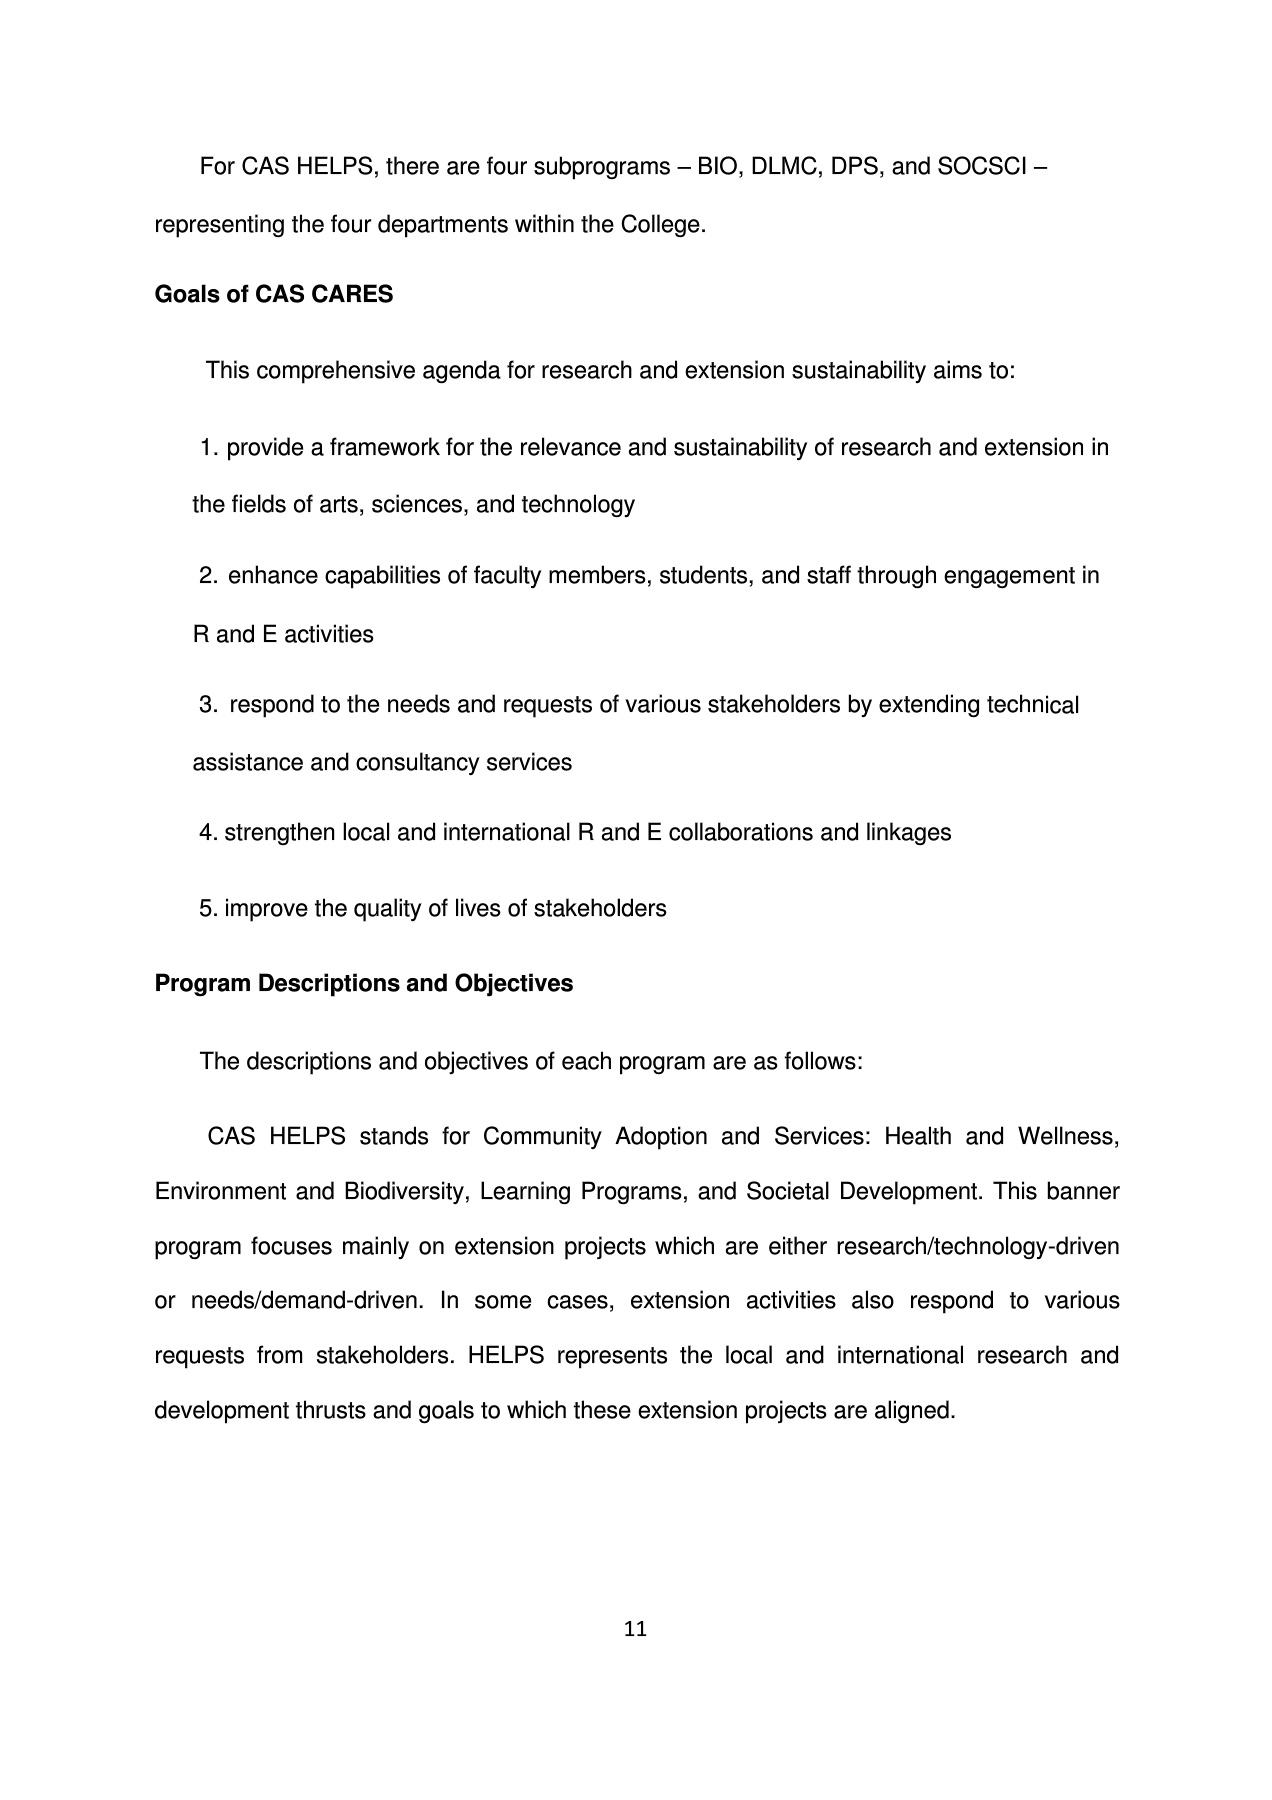 For CAS HELPS, there are four subprograms – BIO, DLMC, DPS, and SOCSCI –
representing the four departments within the College.
Goals of CAS CARES
This comprehensive agenda for research and extension sustainability aims to:
1. provide a framework for the relevance and sustainability of research and extension in
the fields of arts, sciences, and technology
2. enhance capabilities of faculty members, students, and staff through engagement in
R and E activities
3. respond to the needs and requests of various stakeholders by extending technical
assistance and consultancy services
4. strengthen local and international R and E collaborations and linkages
5. improve the quality of lives of stakeholders
Program Descriptions and Objectives
The descriptions and objectives of each program are as follows:
CAS HELPS stands for Community Adoption and Services: Health and Wellness,
Environment and Biodiversity, Learning Programs, and Societal Development. This banner
program focuses mainly on extension projects which are either research/technology-driven
or needs/demand-driven. In some cases, extension activities also respond to various
requests from stakeholders. HELPS represents the local and international research and
development thrusts and goals to which these extension projects are aligned.
11